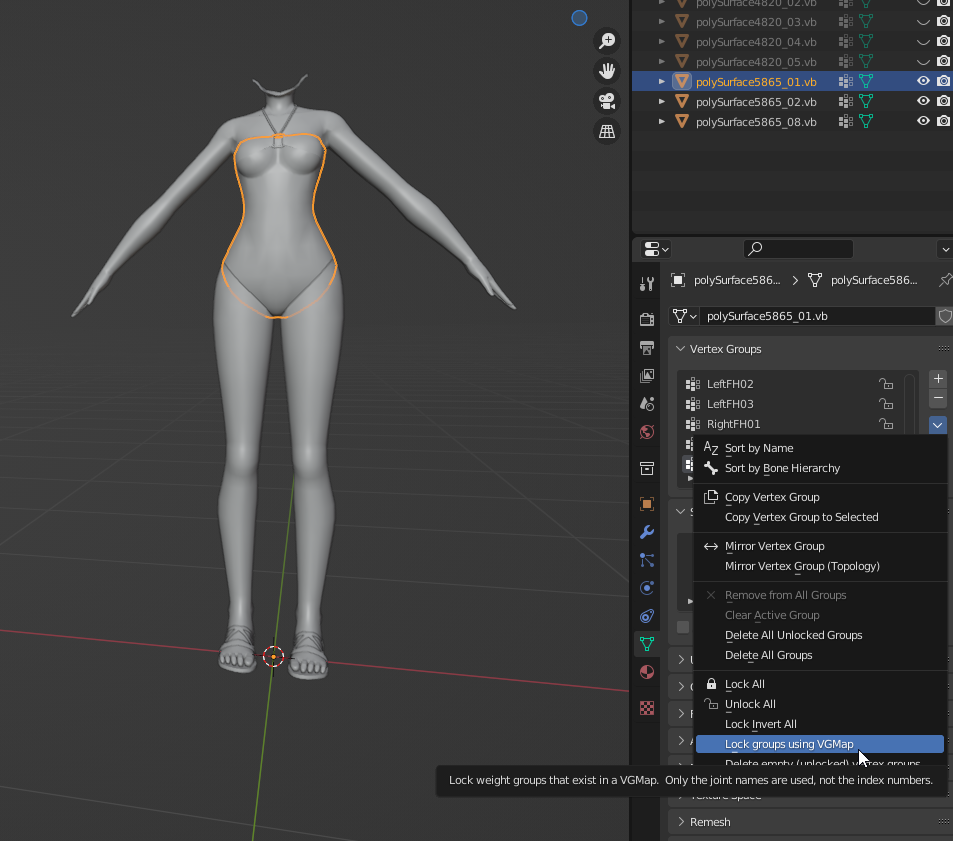 polySurface4820_02.vb
polySurface4820_03.vb
polySurface4820_04.vb
polySurface4820_05.vb
polySurface5865_01.vb
polySurface5865_02.vb
polySurface5865_08.vb
polySurface586... > polySurface586...
polySurface5865_01.vb
Vertex Groups
LeftFH02
LeftFH03
RightFH01
Sort by Name
Sort by Bone Hierarchy
Copy Vertex Group
Copy Vertex Group to Selected
Mirror Vertex Group
Mirror Vertex Group (Topology)
Remove from All Groups
Clear Active Group
Delete All Unlocked Groups
Delete All Groups
Lock All
Unlock All
Lock Invert All
Lock groups using VGMap
Delete empty (unlocked) vertex groups
Lock weight groups that exist in a VGMap.  Only the joint names are used, not the index numbers.
Texture Space
Remesh